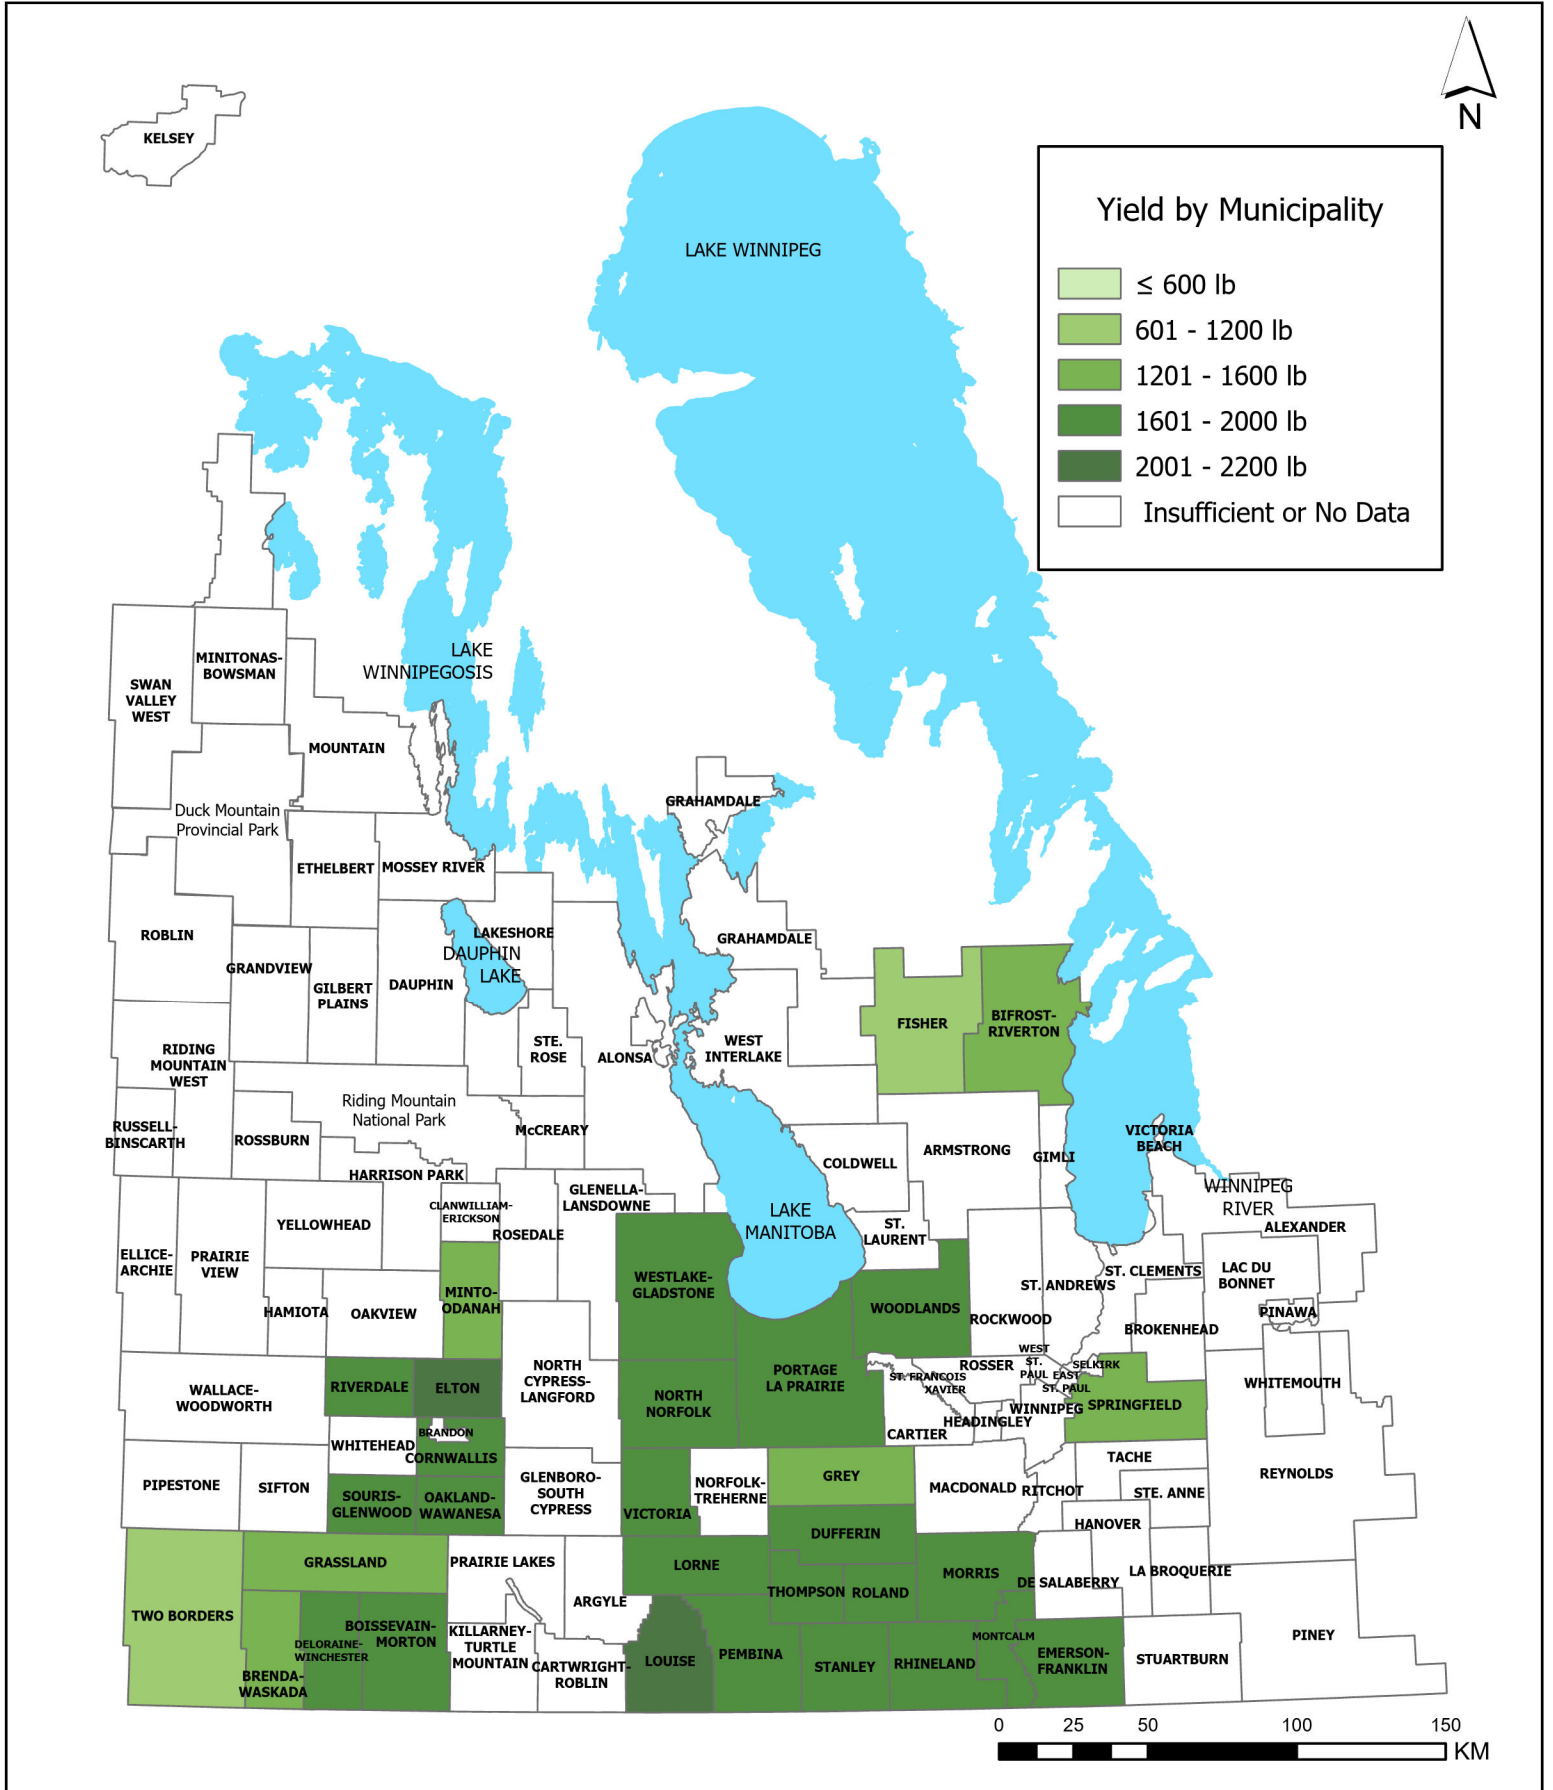 N
KELSEY
Yield by Municipality
≤ 600 lb
601 - 1200 lb
1201 - 1600 lb
1601 - 2000 lb
2001 - 2200 lb
Insufficient or No Data
LAKE WINNIPEG
LAKE
WINNIPEGOSIS
MINITONAS-
BOWSMAN
SWAN
VALLEY
WEST
MOUNTAIN
Duck Mountain
Provincial Park
GRAHAMDALE
ETHELBERT
MOSSEY RIVER
ROBLIN
LAKESHORE
DAUPHIN
LAKE
GRAHAMDALE
GRANDVIEW
GILBERT
PLAINS
DAUPHIN
FISHER
BIFROST-
RIVERTON
STE.
ROSE
ALONSA
WEST
INTERLAKE
RIDING
MOUNTAIN
WEST
Riding Mountain
National Park
RUSSELL-
BINSCARTH
ROSSBURN
McCREARY
VICTORIA
BEACH
ARMSTRONG
GIMLI
COLDWELL
HARRISON PARK
GLENELLA-
LANSDOWNE
CLANWILLIAM-
ERICKSON
WINNIPEG
RIVER
ALEXANDER
YELLOWHEAD
ROSEDALE
LAKE
MANITOBA
ST.
LAURENT
ELLICE-
ARCHIE
PRAIRIE
VIEW
WESTLAKE-
GLADSTONE
ST. CLEMENTS
LAC DU
BONNET
ST. ANDREWS
MINTO-
ODANAH
HAMIOTA
OAKVIEW
WOODLANDS
ROCKWOOD
PINAWA
BROKENHEAD
WEST
ST.
PAUL
ROSSER
SELKIRK
EAST
ST. PAUL
ST. FRANCOIS
XAVIER
NORTH
CYPRESS-
LANGFORD
PORTAGE
LA PRAIRIE
RIVERDALE
ELTON
WALLACE-
WOODWORTH
NORTH
NORFOLK
WHITEMOUTH
SPRINGFIELD
WINNIPEG
HEADINGLEY
CARTIER
BRANDON
WHITEHEAD
CORNWALLIS
TACHE
REYNOLDS
PIPESTONE
SIFTON
GLENBORO-
SOUTH
CYPRESS
NORFOLK-
TREHERNE
GREY
MACDONALD
RITCHOT
STE. ANNE
SOURIS-
GLENWOOD
OAKLAND-
WAWANESA
VICTORIA
HANOVER
DUFFERIN
GRASSLAND
PRAIRIE LAKES
LORNE
MORRIS
DE SALABERRY
LA BROQUERIE
THOMPSON
ROLAND
ARGYLE
TWO BORDERS
BOISSEVAIN-
MORTON
DELORAINE-
WINCHESTER
KILLARNEY-
TURTLE
MOUNTAIN
MONTCALM
PINEY
PEMBINA
LOUISE
STANLEY
RHINELAND
EMERSON-
FRANKLIN
STUARTBURN
BRENDA-
WASKADA
CARTWRIGHT-
ROBLIN
0 25 50 100 150
KM